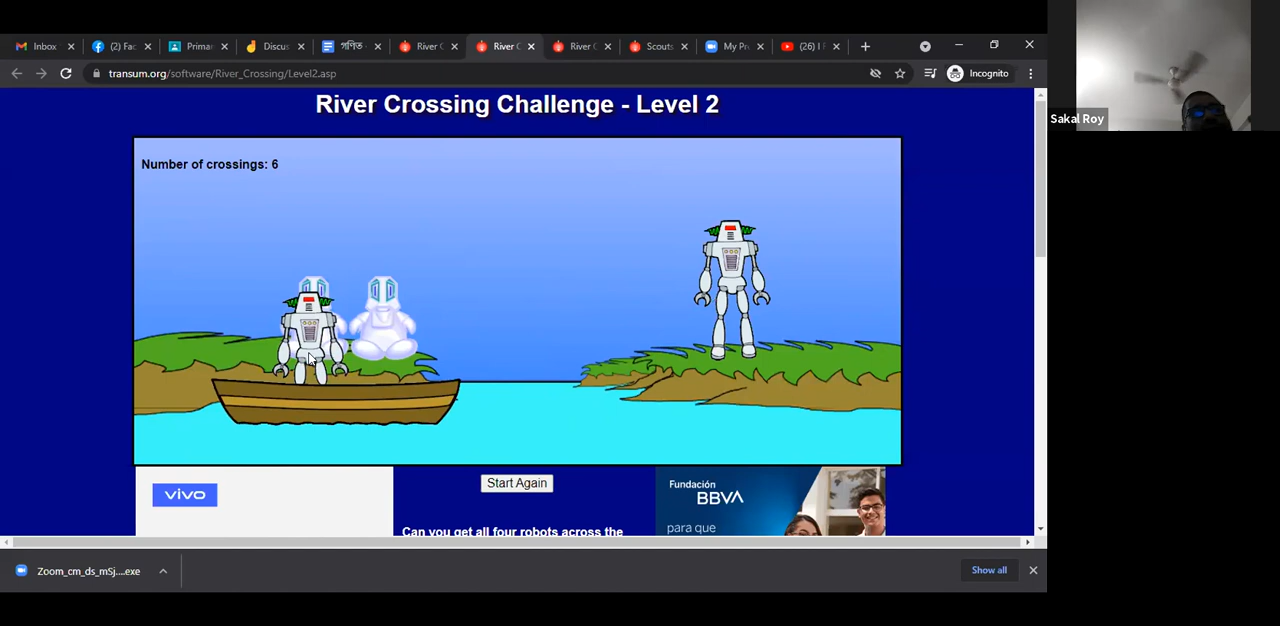 Inbox
(2) Fac
Primar
Discus
গণিত
River C
River C
River C
Scouts
My Pro
(26) I F
transum.org/software/River_Crossing/Level2.asp
Incognito
River Crossing Challenge - Level 2
Sakal Roy
Number of crossings: 6
vivo
Start Again
Fundación
BBVA
para que
Can you get all four robots across the
Zoom_cm_ds_mSj....exe
Show all